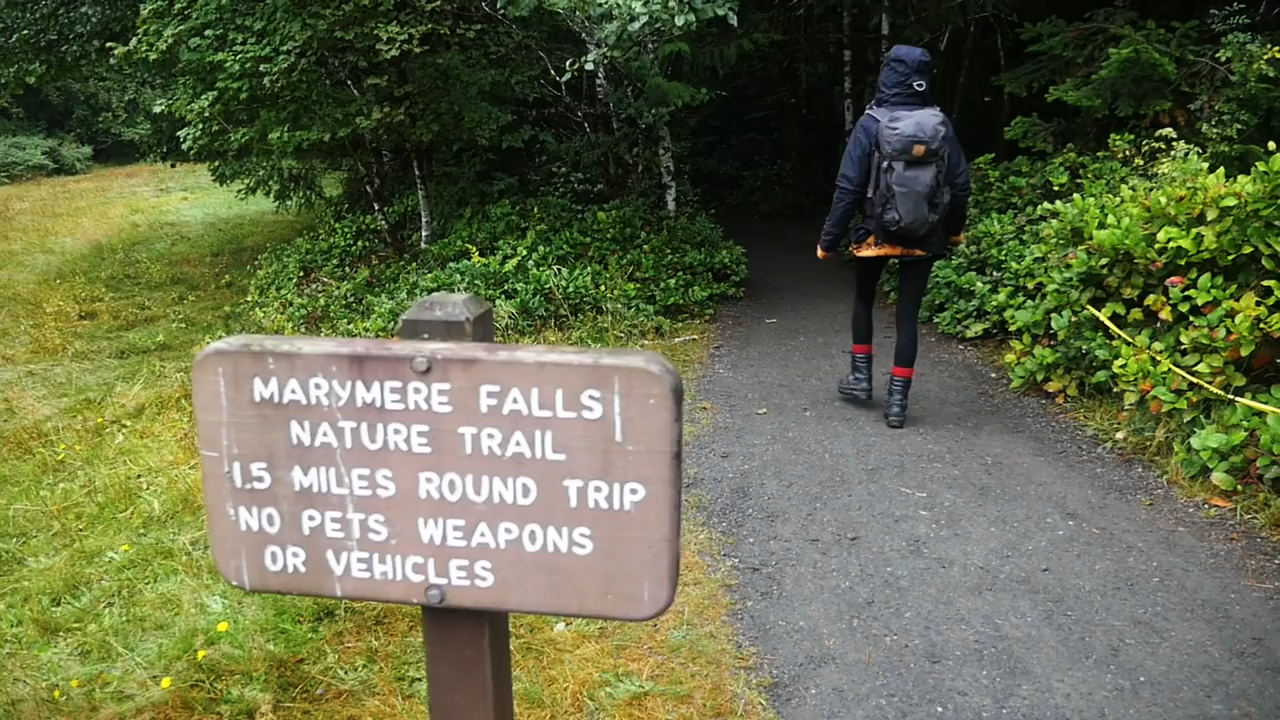 MARYMERE FALLS
NATURE TRAIL
1.5 MILES ROUND TRIP
NO PETS, WEAPONS
OR VEHICLES